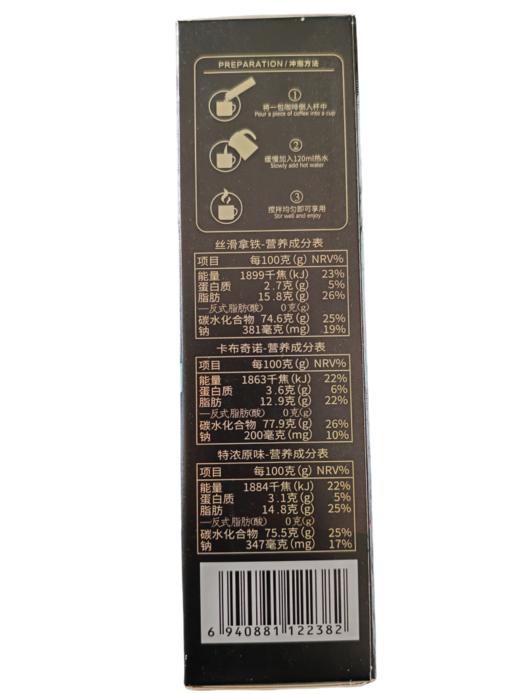 PREPARATION/冲泡方法
①
将一包咖啡倒入杯中
Pour a piece of coffee into a cup
②
缓慢加入120ml热水
Slowly add hot water
③
搅拌均匀即可享用
Stir well and enjoy
丝滑拿铁-营养成分表
项目 每100克(g) NRV%
能量 1899千焦(kJ) 23%
蛋白质 2.7克(g) 5%
脂肪 15.8克(g) 26%
—反式脂肪(酸) 0克(g)
碳水化合物 74.6克(g) 25%
钠 381毫克(mg) 19%
卡布奇诺-营养成分表
项目 每100克(g) NRV%
能量 1863千焦(kJ) 22%
蛋白质 3.6克(g) 6%
脂肪 12.9克(g) 22%
—反式脂肪(酸) 0克(g)
碳水化合物 77.9克(g) 26%
钠 200毫克(mg) 10%
特浓原味-营养成分表
项目 每100克(g) NRV%
能量 1884千焦(kJ) 22%
蛋白质 3.1克(g) 5%
脂肪 14.8克(g) 25%
—反式脂肪(酸) 0克(g)
碳水化合物 75.5克(g) 25%
钠 347毫克(mg) 17%
6 940881 122382